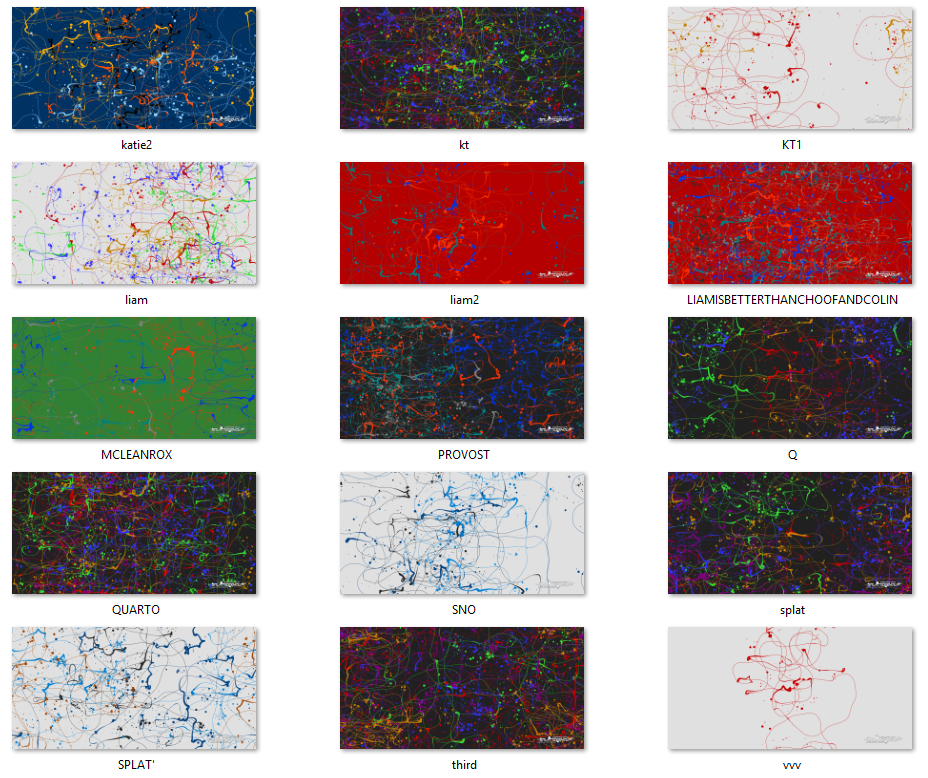 katie2
kt
KT1
liam
liam2
LIAMISBETTERTHANCHOOFANDCOLIN
MCLEANROX
PROVOST
Q
QUARTO
SNO
splat
SPLAT'
third
vvv